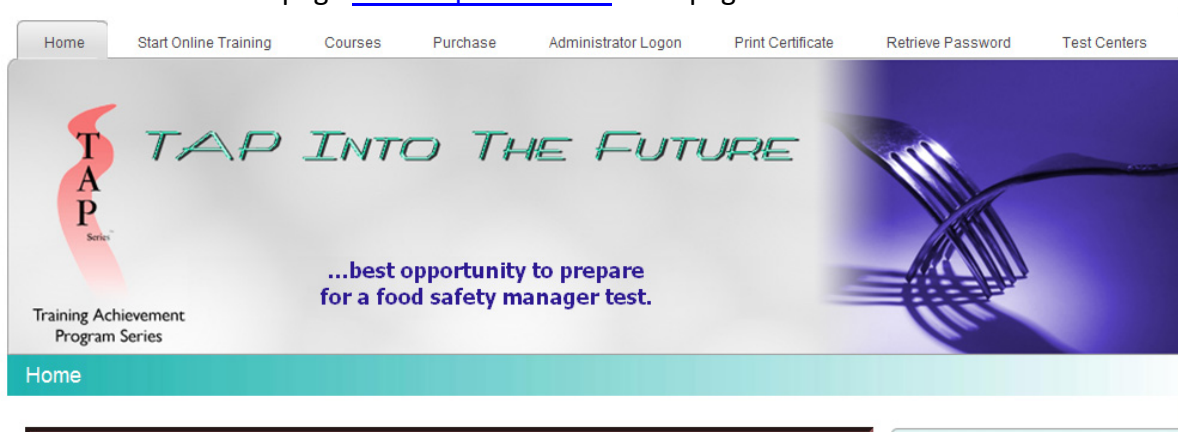 Home Start Online Training Courses Purchase Administrator Logon Print Certificate Retrieve Password Test Centers
TAP INTO THE FUTURE
T
A
P
Series
...best opportunity to prepare
for a food safety manager test.
Training Achievement
Program Series
Home